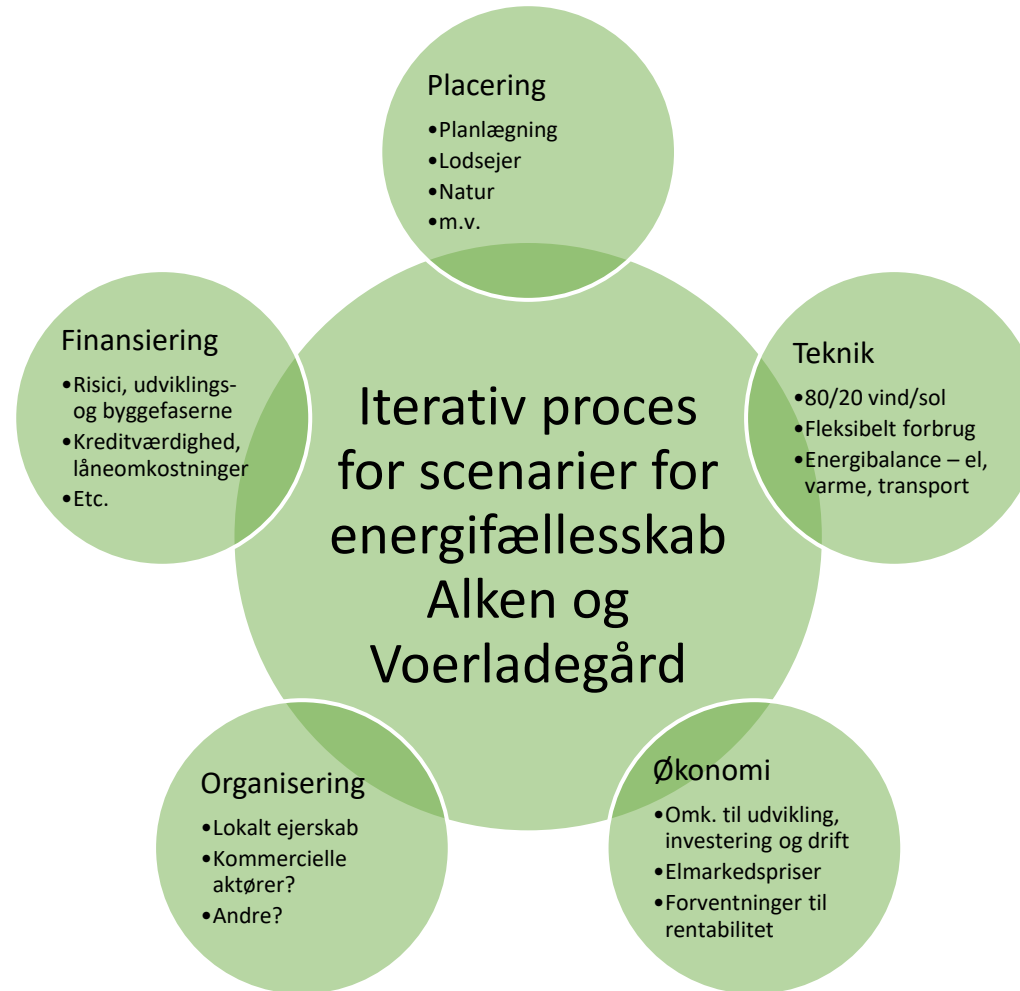 Placering
•Planlægning
•Lodsejer
•Natur
•m.v.
Finansiering
•Risici, udviklings-
og byggefaserne
•Kreditværdighed,
låneomkostninger
•Etc.
Iterativ proces
for scenarier for
energifællesskab
Alken og
Voerladegård
Teknik
•80/20 vind/sol
•Fleksibelt forbrug
•Energibalance – el,
varme, transport
Organisering
•Lokalt ejerskab
•Kommercielle
aktører?
•Andre?
Økonomi
•Omk. til udvikling,
investering og drift
•Elmarkedspriser
•Forventninger til
rentabilitet